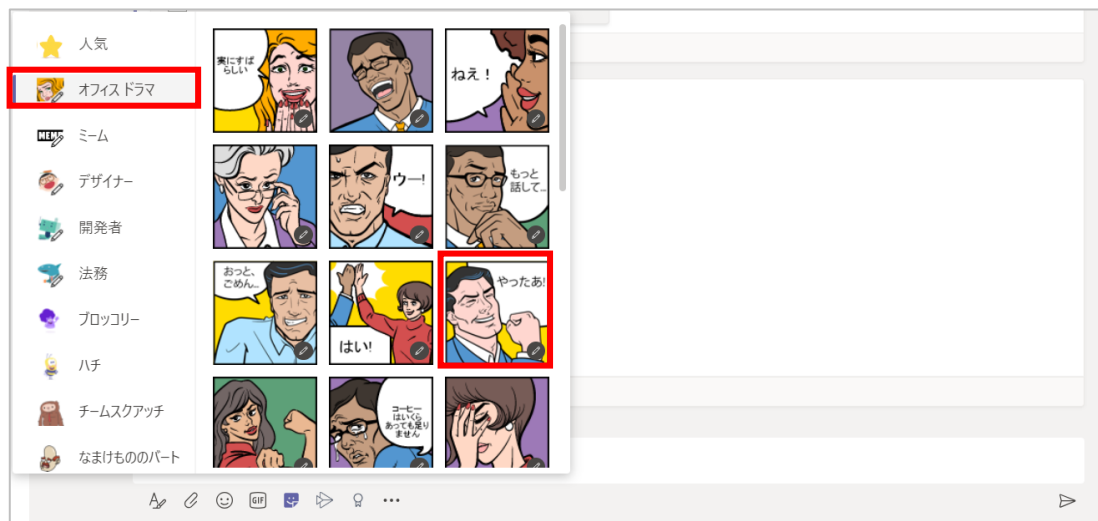 人気
オフィス ドラマ
ミーム
デザイナー
開発者
法務
ブロッコリー
ハチ
チームスクアッチ
なまけもののバート
実にすば
らしい
ねえ！
ウー!
もっと
話して...
おっと、
ごめん...
はい!
やったあ!
コーヒー
はいくら
あっても足り
ません
MEME
GIF